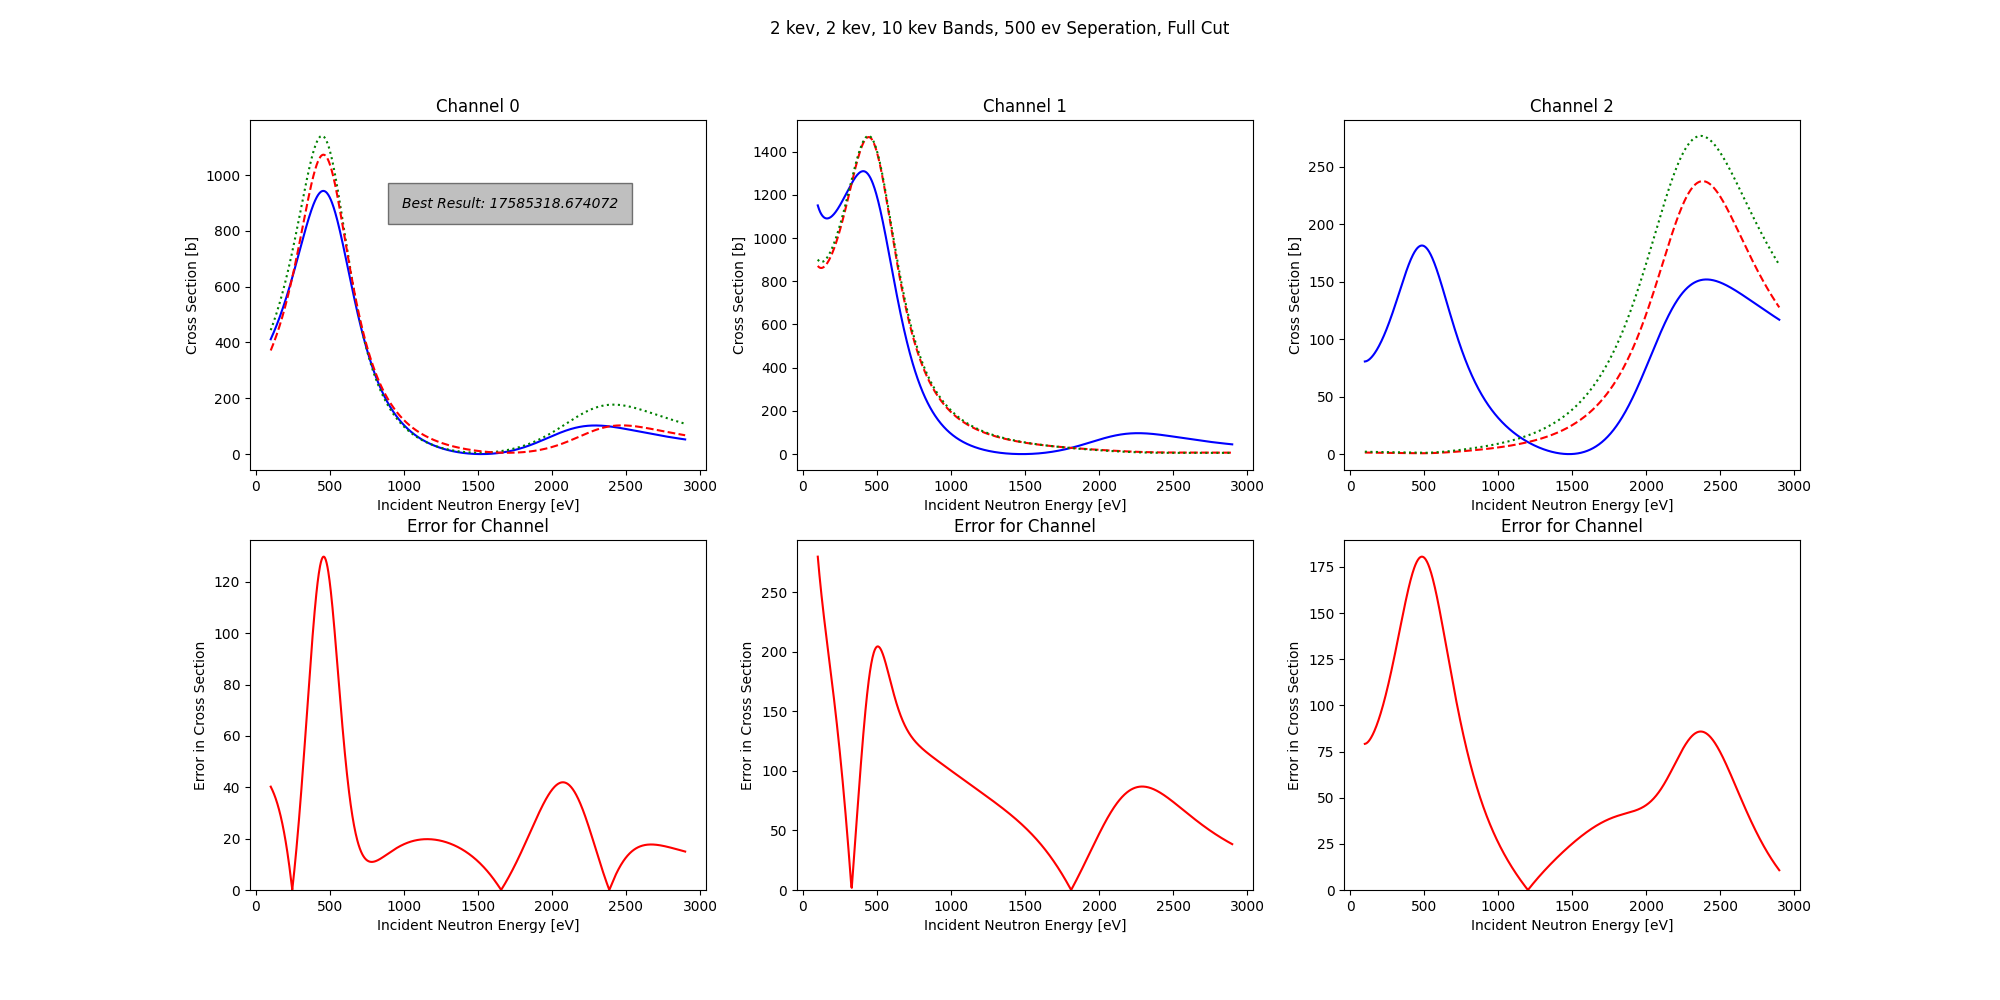 2 kev, 2 kev, 10 kev Bands, 500 ev Seperation, Full Cut
Channel 0
1000
800
600
400
200
0
Cross Section [b]
Best Result: 17585318.674072
0 500 1000 1500 2000 2500 3000
Incident Neutron Energy [eV]
Channel 1
1400
1200
1000
800
600
400
200
0
Cross Section [b]
0 500 1000 1500 2000 2500 3000
Incident Neutron Energy [eV]
Channel 2
250
200
150
100
50
0
Cross Section [b]
0 500 1000 1500 2000 2500 3000
Incident Neutron Energy [eV]
Error for Channel
120
100
80
60
40
20
0
Error in Cross Section
0 500 1000 1500 2000 2500 3000
Incident Neutron Energy [eV]
Error for Channel
250
200
150
100
50
0
Error in Cross Section
0 500 1000 1500 2000 2500 3000
Incident Neutron Energy [eV]
Error for Channel
175
150
125
100
75
50
25
0
Error in Cross Section
0 500 1000 1500 2000 2500 3000
Incident Neutron Energy [eV]